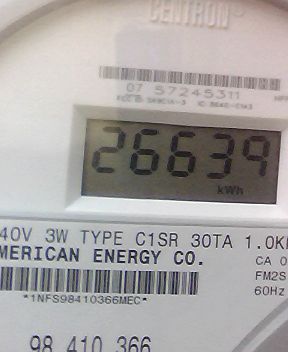 CENTRON
07 57245311
26639
kWh
40V 3W TYPE C1SR 30TA 1.0K
MERICAN ENERGY CO.
CA 0
FM2S
*1NFS98410366MEC*
60Hz
98 410 366